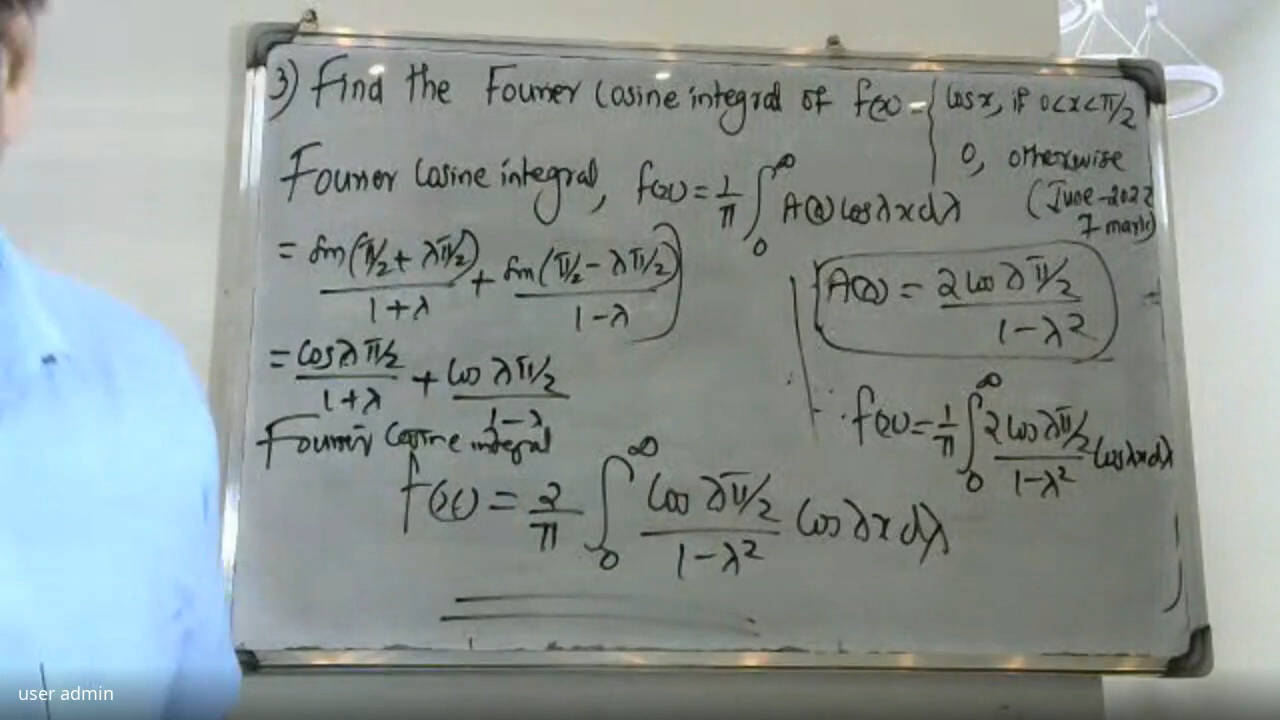 3) Find the Fourier Cosine integral of f(x) = { cos x, if 0<x<π/2
0, otherwise
(June-2022
7 marks)
Fourier Cosine integral, f(x) = 1/π ∫₀^∞ A(λ) cos λx dλ
= Sin(π/2 + λπ/2)/(1+λ) + Sin(π/2 − λπ/2)/(1−λ)
= cos λπ/2/(1+λ) + cos λπ/2/(1−λ)
A(λ) = 2 cos λπ/2/(1−λ²)
∴ f(x) = 1/π ∫₀^∞ 2 cos λπ/2/(1−λ²) cos λx dλ
Fourier Cosine integral
f(x) = 2/π ∫₀^∞ cos λπ/2/(1−λ²) cos λx dλ
user admin